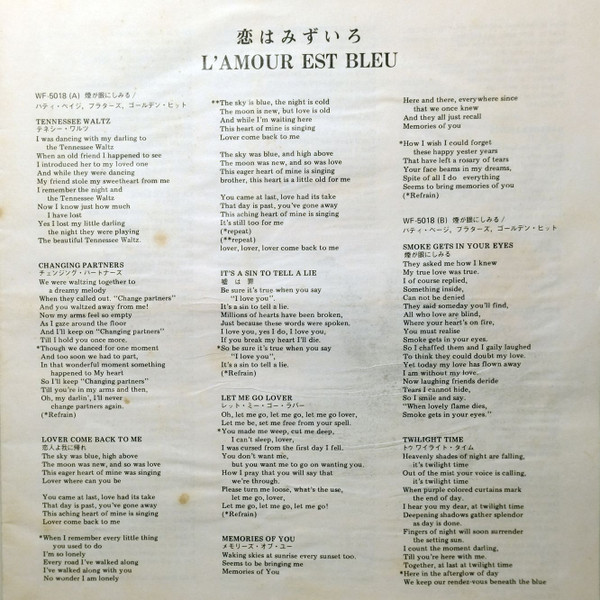 恋はみずいろ
L'AMOUR EST BLEU
WF-5018 (A) 煙が眼にしみる/
パティ・ペイジ, プラターズ, ゴールデン・ヒット
TENNESSEE WALTZ
テネシー・ワルツ
I was dancing with my darling to
the Tennessee Waltz
When an old friend I happened to see
I introduced her to my loved one
And while they were dancing
My friend stole my sweetheart from me
I remember the night and
the Tennessee Waltz
Now I know just how much
I have lost
Yes I lost my little darling
the night they were playing
The beautiful Tennessee Waltz.
CHANGING PARTNERS
チェンジング・パートナーズ
We were waltzing together to
a dreamy melody
When they called out. "Change partners"
And you waltzed away from me!
Now my arms feel so empty
As I gaze around the floor
And I'll keep on "Changing partners"
Till I hold you once more.
*Though we danced for one moment
And too soon we had to part,
In that wonderful moment something
happened to My heart
So I'll keep "Changing partners"
Till you're in my arms and then,
Oh, my darlin', I'll never
change partners again.
(*Refrain)
LOVER COME BACK TO ME
恋人よ我に帰れ
The sky was blue, high above
The moon was new, and so was love
This eager heart of mine was singing
Lover where can you be
You came at last, love had its take
That day is past, you've gone away
This sching heart of mine is singing
Lover come back to me
*When I remember every little thing
you used to do
I'm so lonely
Every road I've walked along
I've walked along with you
No wonder I am lonely
**The sky is blue, the night is cold
The moon is new, but love is old
And while I'm waiting here
This heart of mine is singing
Lover come back to me
The sky was blue, and high above
The moon was new, and so was love
This eager heart of mine is singing
brother, this heart is a little old for me
You came at last, love had its take
That day is past, you've gone away
This aching heart of mine is singing
It's still too for me
(*repeat)
(**repeat)
lover, lover, lover come back to me
IT'S A SIN TO TELL A LIE
嘘は罪
Be sure it's true when you say
"I love you".
It's a sin to tell a lie.
Millions of hearts have been broken,
Just because these words were spoken.
I love you, yes I do, I love you,
If you break my heart I'll die.
*So be sure it's true when you say
"I love you",
It's a sin to tell a lie.
(*Refrain)
LET ME GO LOVER
レット・ミー・ゴー・ラバー
Oh, let me go, let me go, let me go lover,
Let me be, set me free from your spell.
*You made me weep, cut me deep,
I can't sleep, lover,
I was cursed from the first day I fell.
You don't want me,
but you want me to go on wanting you.
How I pray that you will say that
we're through.
Please turn me loose, what's the use,
let me go, lover,
Let me go, let me go, let me go!
(*Refrain)
MEMORIES OF YOU
メモリーズ・オブ・ユー
Waking skies at sunrise every sunset too.
Seems to be bringing me
Memories of You
Here and there, everywhere since
that we once knew
And they all just recall
Memories of you
*How I wish I could forget
these happy yester years
That have left a rosary of tears
Your face beams in my dreams,
Spite of all I do everything
Seems to bring memories of you
(*Refrain)
WF-5018 (B) 煙が眼にしみる/
パティ・ペイジ, プラターズ, ゴールデン・ヒット
SMOKE GETS IN YOUR EYES
煙が眼にしみる
They asked me how I knew
My true love was true.
I of course replied,
Something inside,
Can not be denied
They said someday you'll find,
All who love are blind,
Where your heart's on fire,
You must realise
Smoke gets in your eyes.
So I chaffed them and I gaily laughed
To think they could doubt my love.
Yet today my love has flown away
I am without my love.
Now laughing friends deride
Tears I cannot hide,
So I smile and say.
"When lovely flame dies,
Smoke gets in your eyes."
TWILIGHT TIME
トゥワイライト・タイム
Heavenly shades of night are falling,
it's twilight time
Out of the mist your voice is calling,
it's twilight time
When purple colored curtains mark
the end of day.
I hear you my dear, at twilight time
Deepening shadows gather splendor
as day is done.
Fingers of night will soon surrender
the setting sun.
I count the moment darling,
Till you're here with me.
Together, at last at twilight time
*Here in the afterglow of day
We keep our rendez-vous beneath the blue